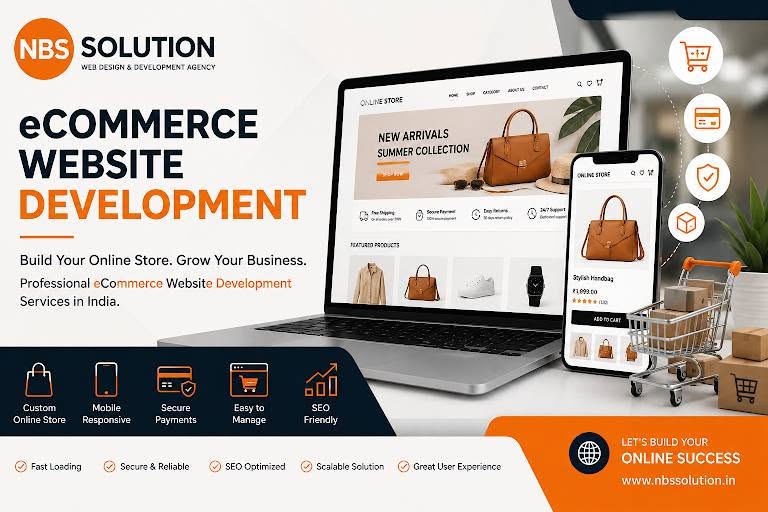 NBS SOLUTION
WEB DESIGN & DEVELOPMENT AGENCY
eCOMMERCE
WEBSITE
DEVELOPMENT
Build Your Online Store. Grow Your Business.
Professional eCommerce Website Development
Services in India.
ONLINE STORE
HOME SHOP CATEGORY ABOUT US CONTACT
NEW ARRIVALS
SUMMER COLLECTION
SHOP NOW
Free Shipping
Secure Payment
Easy Returns
24/7 Support
FEATURED PRODUCTS
ONLINE STORE
Stylish Handbag
₹1,899.00
ADD TO CART
Custom
Online Store
Mobile
Responsive
Secure
Payments
Easy to
Manage
SEO
Friendly
Fast Loading
Secure & Reliable
SEO Optimized
Scalable Solution
Great User Experience
LET'S BUILD YOUR
ONLINE SUCCESS
www.nbssolution.in